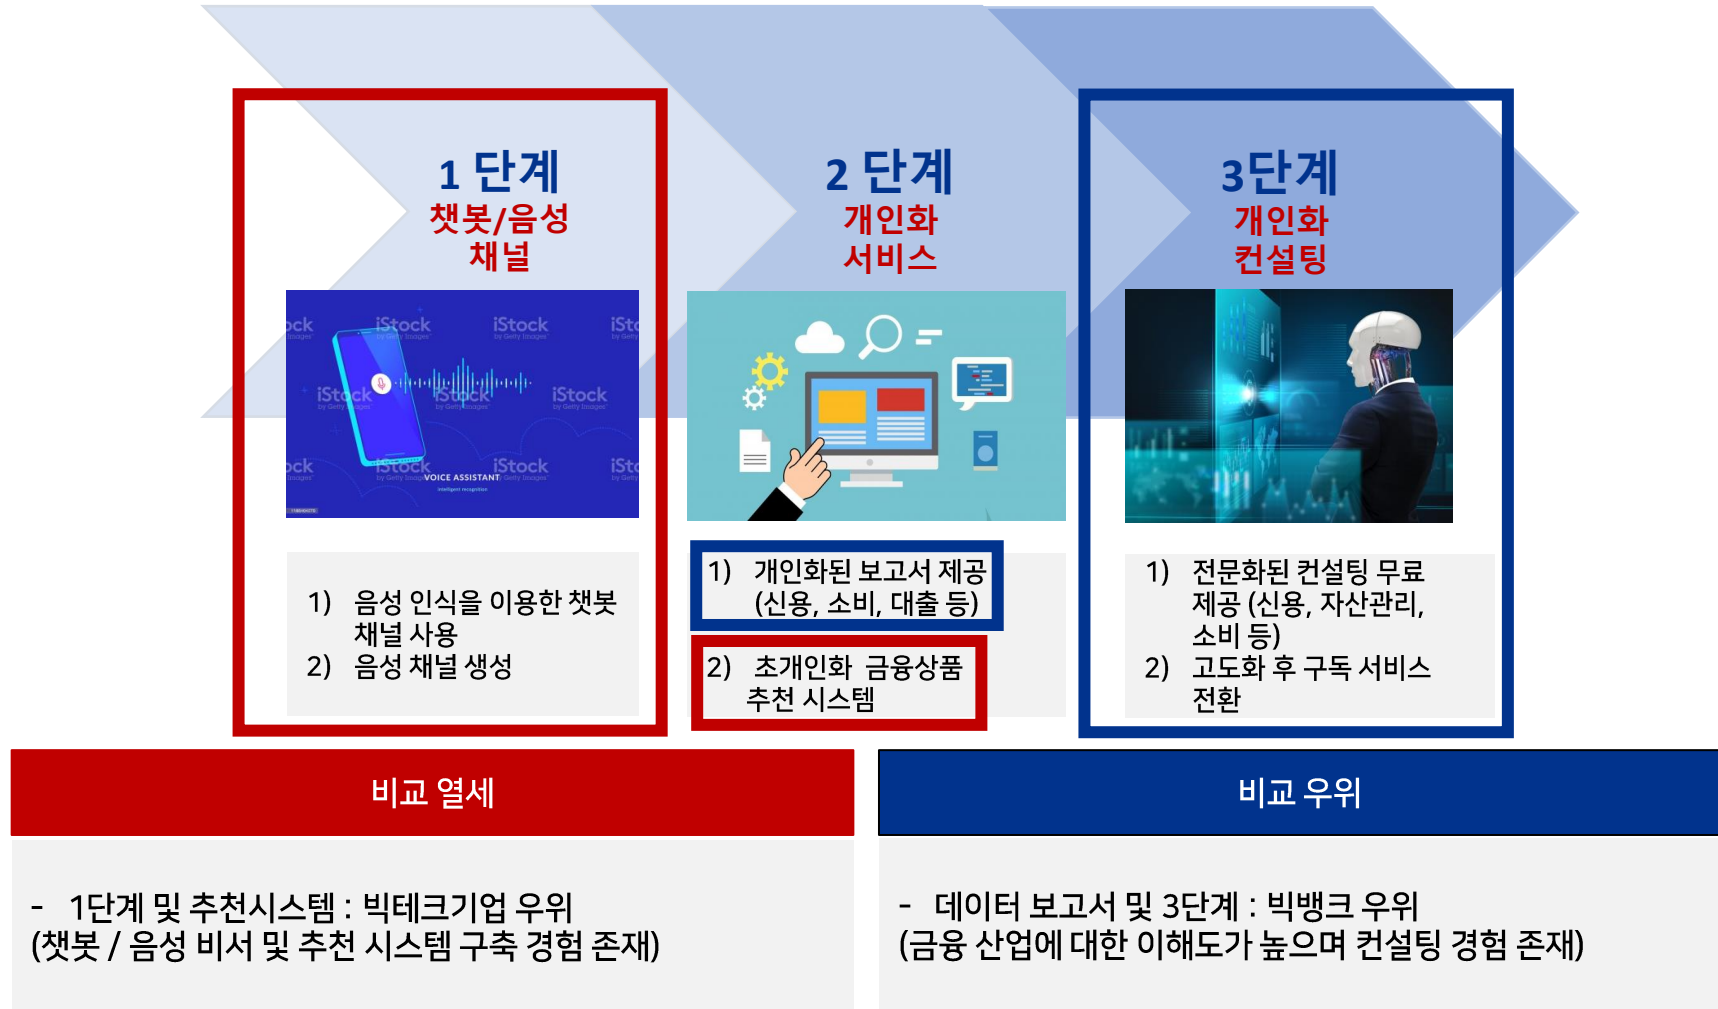 1 단계
챗봇/음성
채널
2 단계
개인화
서비스
3단계
개인화
컨설팅
iStock
by Getty Images
VOICE ASSISTANT
intelligent recognition
1) 음성 인식을 이용한 챗봇
채널 사용
2) 음성 채널 생성
1) 개인화된 보고서 제공
(신용, 소비, 대출 등)
2) 초개인화 금융상품
추천 시스템
1) 전문화된 컨설팅 무료
제공 (신용, 자산관리,
소비 등)
2) 고도화 후 구독 서비스
전환
비교 열세
- 1단계 및 추천시스템 : 빅테크기업 우위
(챗봇 / 음성 비서 및 추천 시스템 구축 경험 존재)
비교 우위
- 데이터 보고서 및 3단계 : 빅뱅크 우위
(금융 산업에 대한 이해도가 높으며 컨설팅 경험 존재)